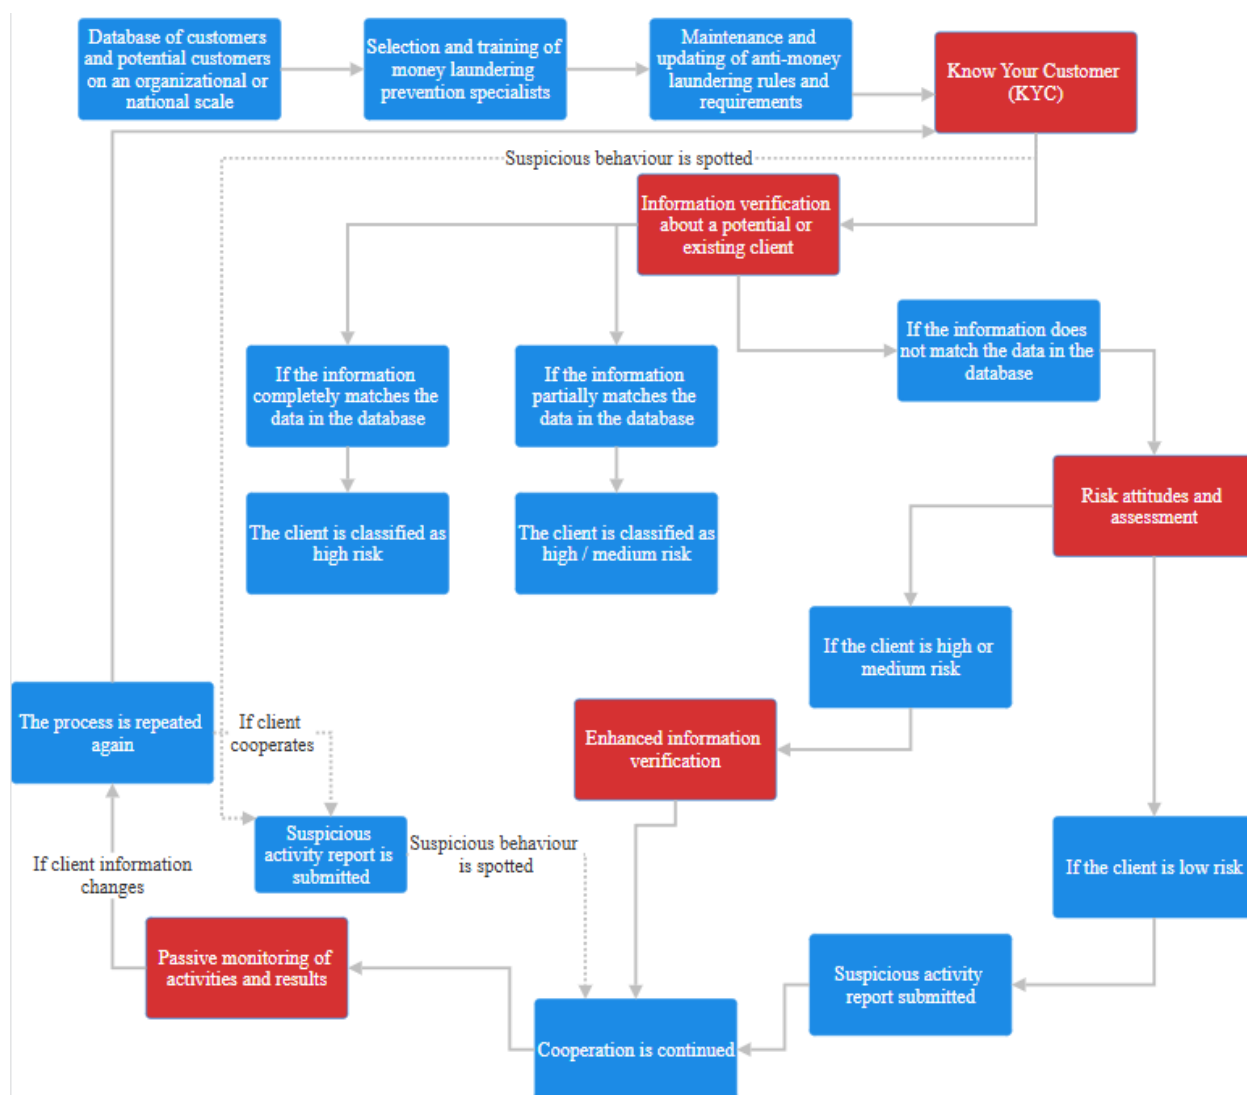 Database of customers
and potential customers
on an organizational or
national scale
Selection and training of
money laundering
prevention specialists
Maintenance and
updating of anti-money
laundering rules and
requirements
Know Your Customer
(KYC)
Suspicious behaviour is spotted
Information verification
about a potential or
existing client
If the information does
not match the data in the
database
If the information
completely matches the
data in the database
If the information
partially matches the
data in the database
The client is classified as
high risk
The client is classified as
high / medium risk
Risk attitudes and
assessment
If the client is high or
medium risk
The process is repeated
again
If client
cooperates
Enhanced information
verification
Suspicious
activity report is
submitted
Suspicious behaviour
is spotted
If the client is low risk
If client information
changes
Passive monitoring of
activities and results
Suspicious activity
report submitted
Cooperation is continued